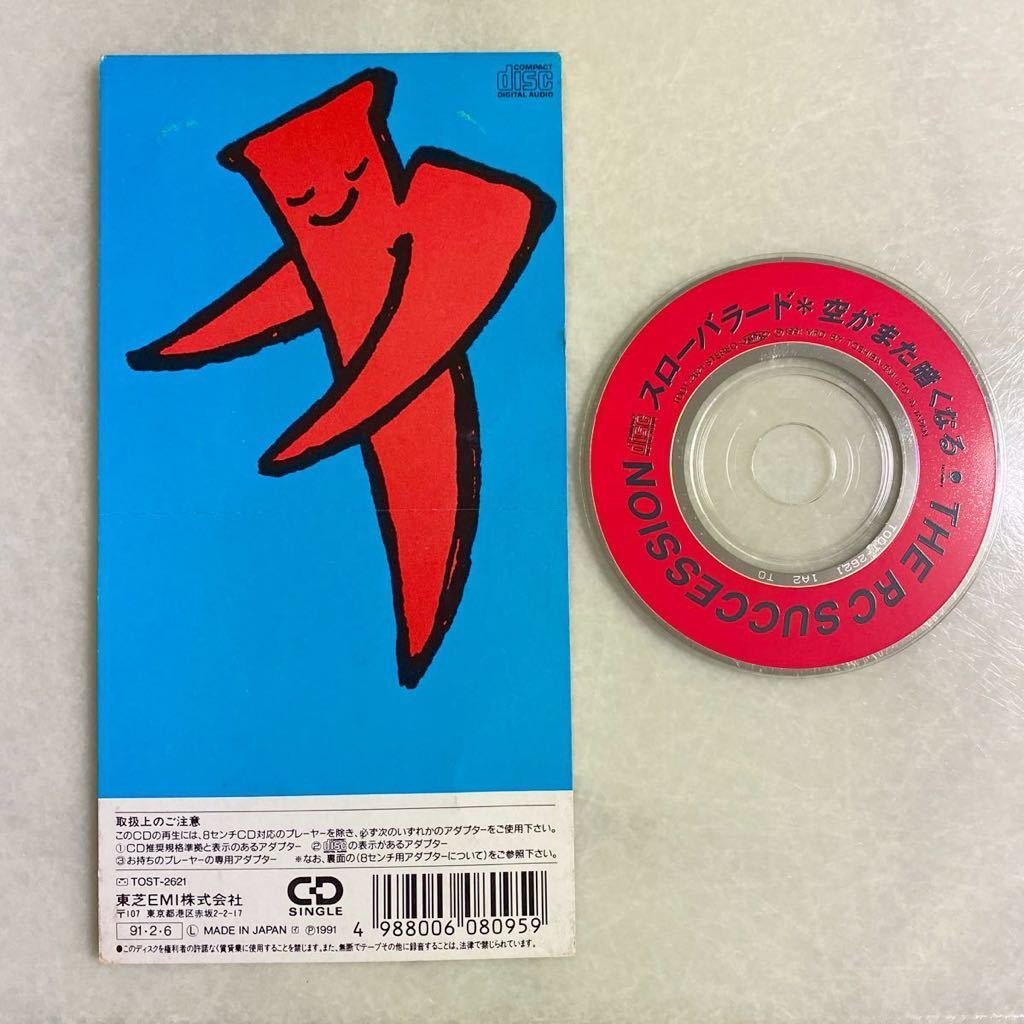 COMPACT
disc
DIGITAL AUDIO
取扱上のご注意
このCDの再生には、8センチCD対応のプレーヤーを除き、必ず次のいずれかのアダプターをご使用下さい。
①CD推奨規格準拠と表示のあるアダプター ②discの表示があるアダプター
③お持ちのプレーヤーの専用アダプター ＊なお、裏面の(8センチ用アダプターについて)をご参照下さい。
TOST-2621
東芝EMI株式会社
〒107 東京都港区赤坂2-2-17
91・2・6 Ⓛ MADE IN JAPAN ℗1991
CD
SINGLE
4 988006 080959
●このディスクを権利者の許諾なく賃貸業に使用することを禁じます。また、無断でテープその他に録音することは、法律で禁じられています。
スローバラード＊空がまた暗くなる●THE RC SUCCESSION
disc
2621 1A2 TO